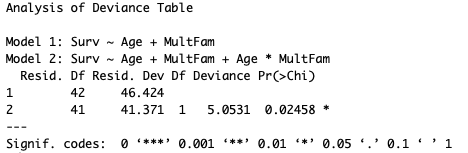 Analysis of Deviance Table
Model 1: Surv ~ Age + MultFam
Model 2: Surv ~ Age + MultFam + Age * MultFam
  Resid. Df Resid. Dev Df Deviance Pr(>Chi)
1        42     46.424
2        41     41.371  1   5.0531  0.02458 *
---
Signif. codes:  0 ‘***’ 0.001 ‘**’ 0.01 ‘*’ 0.05 ‘.’ 0.1 ‘ ’ 1